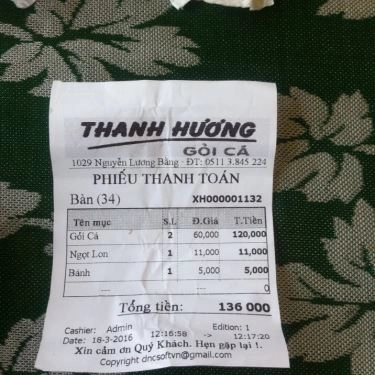 THANH HƯƠNG
GỎI CÁ
1029 Nguyễn Lương Bằng - ĐT: 0511 3.845 224
PHIẾU THANH TOÁN
Bàn (34) XH000001132
Tên mục S.L Đ.Giá T.Tiền
Gỏi Cá 2 60,000 120,000
Ngọt Lon 1 11,000 11,000
Bánh 1 5,000 5,000
--- --- 0
Tổng tiền: 136 000
Cashier: Admin Edition: 1
Date: 18-3-2016 12:16:58 -> 12:17:20
Xin cảm ơn Quý Khách. Hẹn gặp lại !.
Copyright dncsoftvn@gmail.com